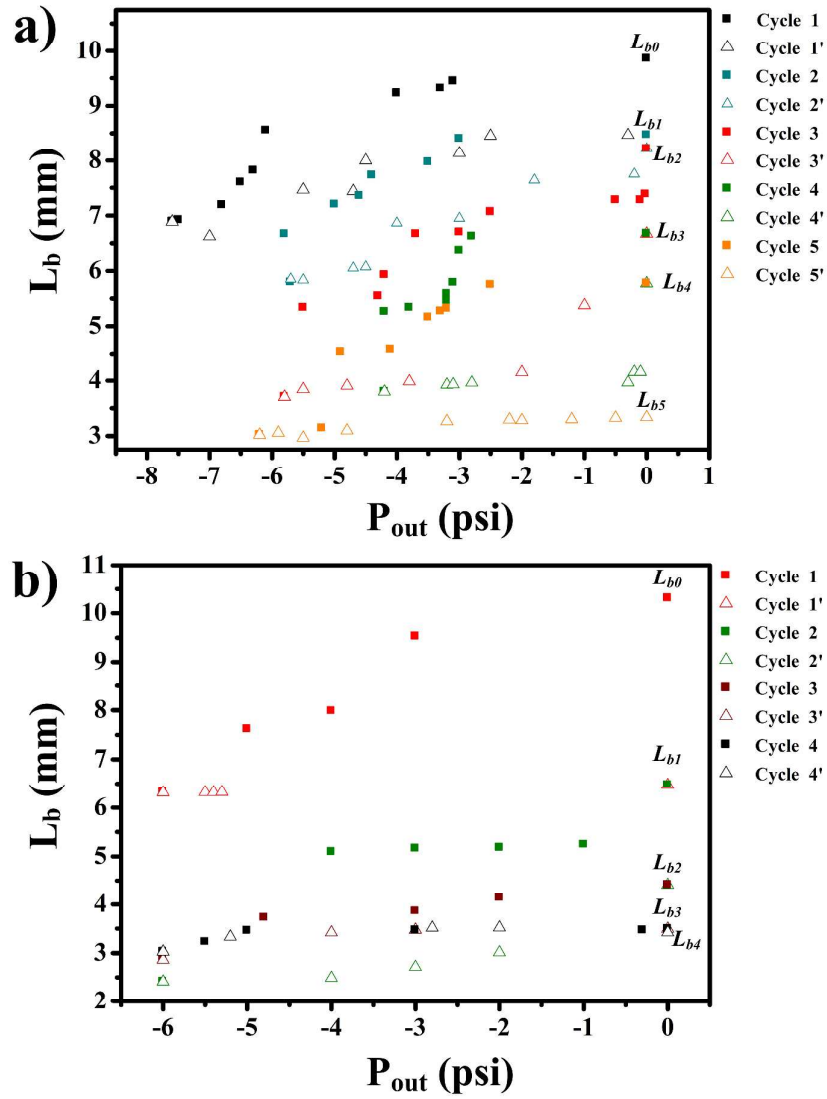 a)
L_b (mm)
10
9
8
7
6
5
4
3
-8 -7 -6 -5 -4 -3 -2 -1 0 1
P_out (psi)
L_b0
L_b1
L_b2
L_b3
L_b4
L_b5
Cycle 1
Cycle 1'
Cycle 2
Cycle 2'
Cycle 3
Cycle 3'
Cycle 4
Cycle 4'
Cycle 5
Cycle 5'
b)
L_b (mm)
11
10
9
8
7
6
5
4
3
2
-6 -5 -4 -3 -2 -1 0
P_out (psi)
L_b0
L_b1
L_b2
L_b3
L_b4
Cycle 1
Cycle 1'
Cycle 2
Cycle 2'
Cycle 3
Cycle 3'
Cycle 4
Cycle 4'